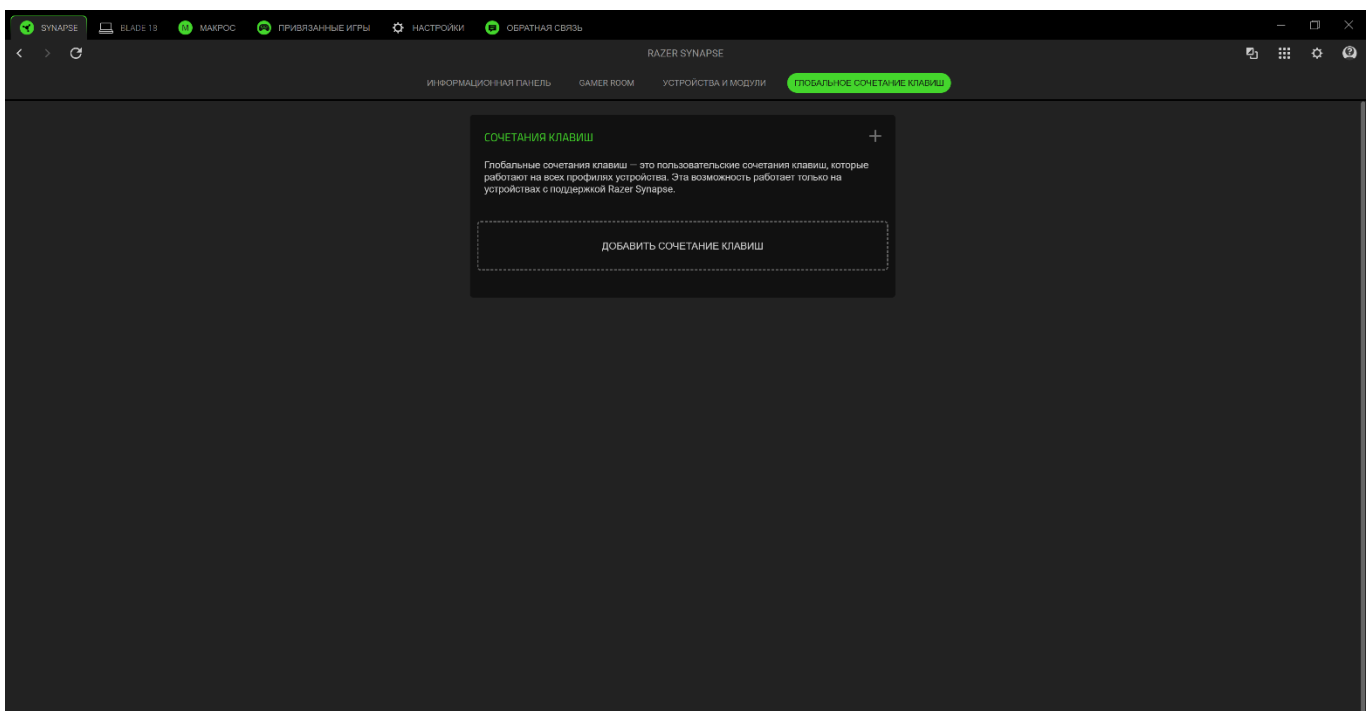 SYNAPSE BLADE 18 МАКРОС ПРИВЯЗАННЫЕ ИГРЫ НАСТРОЙКИ ОБРАТНАЯ СВЯЗЬ
RAZER SYNAPSE
ИНФОРМАЦИОННАЯ ПАНЕЛЬ GAMER ROOM УСТРОЙСТВА И МОДУЛИ ГЛОБАЛЬНОЕ СОЧЕТАНИЕ КЛАВИШ
СОЧЕТАНИЯ КЛАВИШ
Глобальные сочетания клавиш — это пользовательские сочетания клавиш, которые
работают на всех профилях устройства. Эта возможность работает только на
устройствах с поддержкой Razer Synapse.
ДОБАВИТЬ СОЧЕТАНИЕ КЛАВИШ